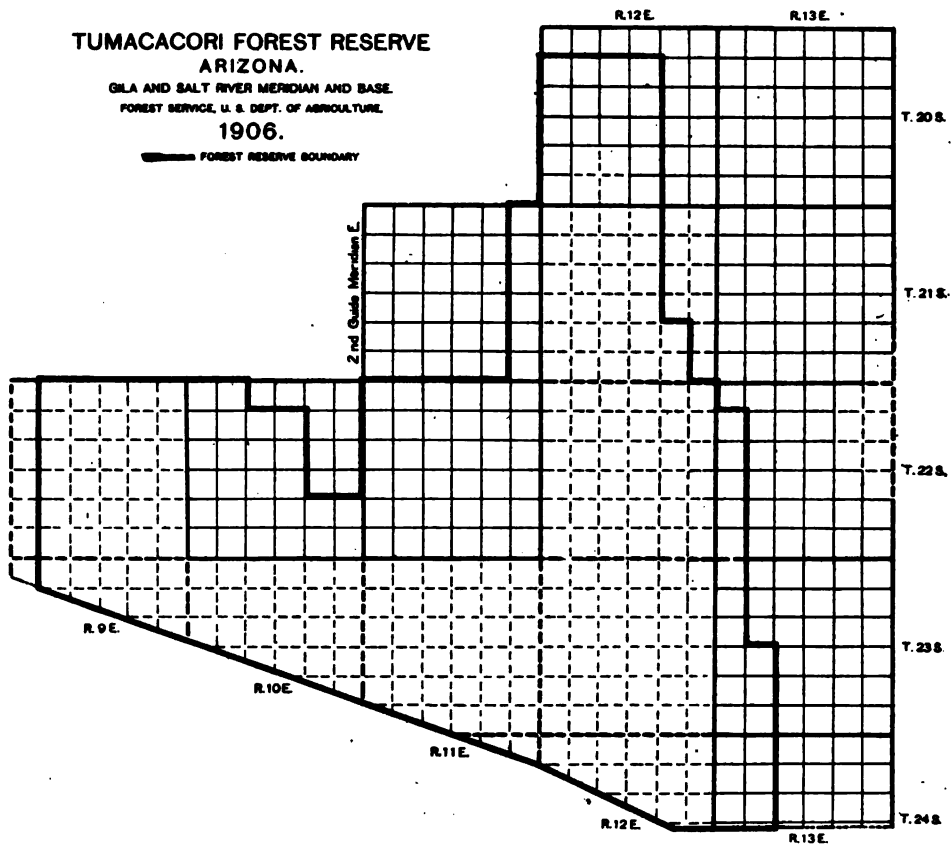 TUMACACORI FOREST RESERVE
ARIZONA.
GILA AND SALT RIVER MERIDIAN AND BASE.
FOREST SERVICE, U. S. DEPT. OF AGRICULTURE.
1906.
FOREST RESERVE BOUNDARY
R.12E.
R.13E.
T. 20S.
2nd Guide Meridian E.
T. 21S.
T. 22S.
R.9E.
T. 23S.
R.10E.
R.11E.
R.12E.
T. 24S.
R.13E.